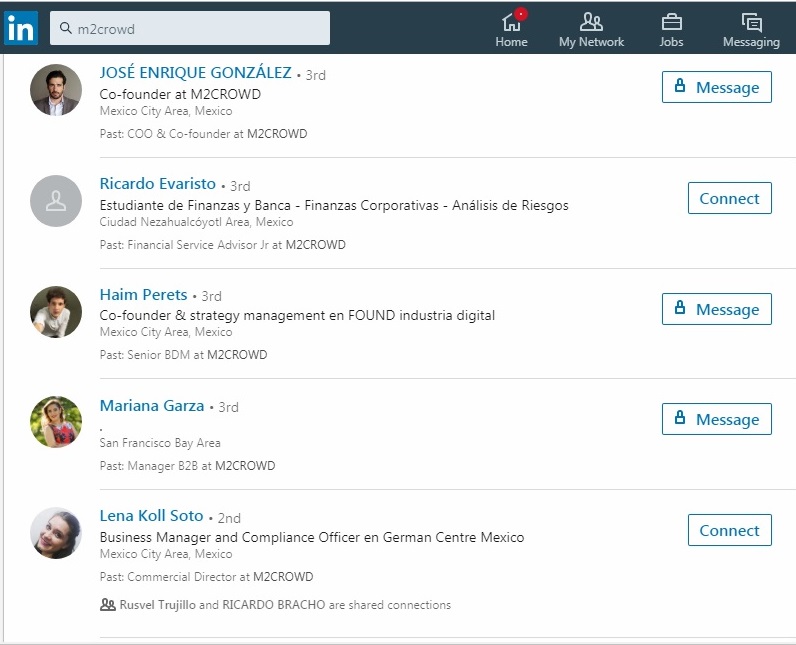 in
m2crowd
Home
My Network
Jobs
Messaging
JOSÉ ENRIQUE GONZÁLEZ • 3rd
Co-founder at M2CROWD
Mexico City Area, Mexico
Past: COO & Co-founder at M2CROWD
Message
Ricardo Evaristo • 3rd
Estudiante de Finanzas y Banca - Finanzas Corporativas - Análisis de Riesgos
Ciudad Nezahualcóyotl Area, Mexico
Past: Financial Service Advisor Jr at M2CROWD
Connect
Haim Perets • 3rd
Co-founder & strategy management en FOUND industria digital
Mexico City Area, Mexico
Past: Senior BDM at M2CROWD
Message
Mariana Garza • 3rd
.
San Francisco Bay Area
Past: Manager B2B at M2CROWD
Message
Lena Koll Soto • 2nd
Business Manager and Compliance Officer en German Centre Mexico
Mexico City Area, Mexico
Past: Commercial Director at M2CROWD
Rusvel Trujillo and RICARDO BRACHO are shared connections
Connect